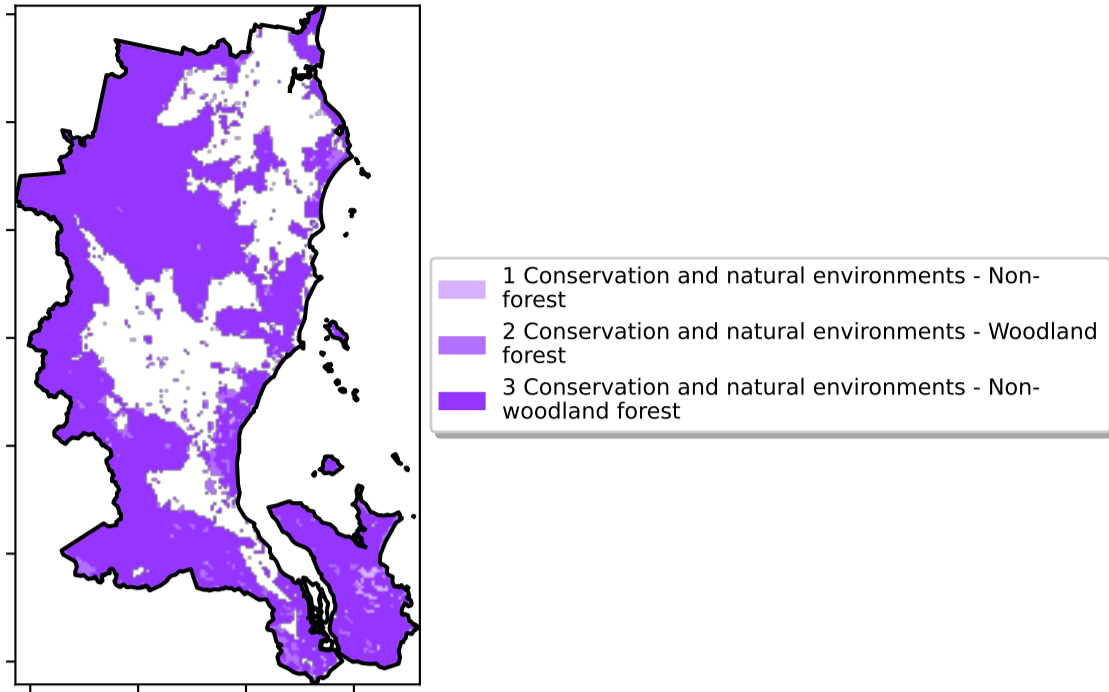 1 Conservation and natural environments - Non-
forest
2 Conservation and natural environments - Woodland
forest
3 Conservation and natural environments - Non-
woodland forest